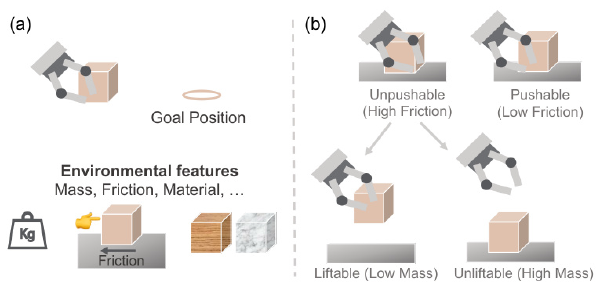 (a)
Goal Position
Environmental features
Mass, Friction, Material, ...
Kg
Friction
(b)
Unpushable
(High Friction)
Pushable
(Low Friction)
Liftable (Low Mass)
Unliftable (High Mass)